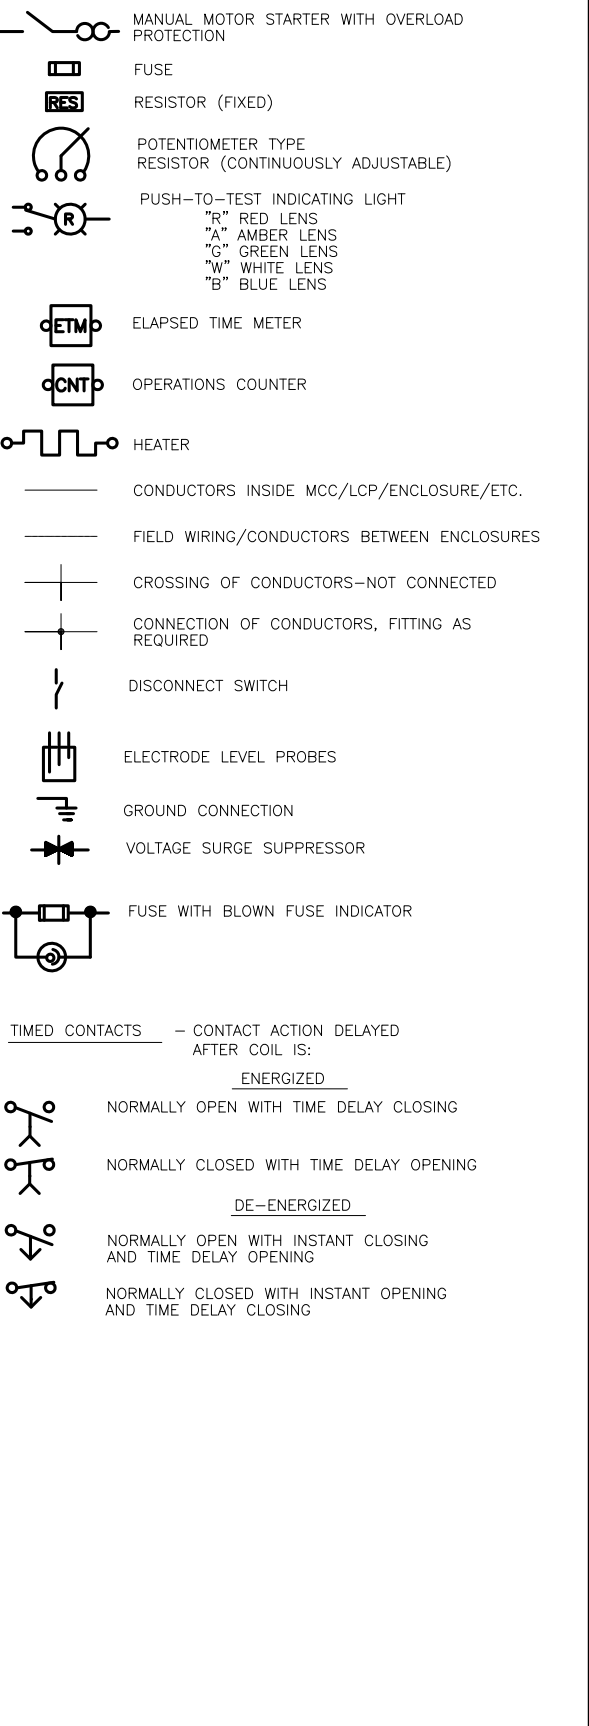 MANUAL MOTOR STARTER WITH OVERLOAD
PROTECTION
FUSE
RES
RESISTOR (FIXED)
POTENTIOMETER TYPE
RESISTOR (CONTINUOUSLY ADJUSTABLE)
PUSH-TO-TEST INDICATING LIGHT
R
"R" RED LENS
"A" AMBER LENS
"G" GREEN LENS
"W" WHITE LENS
"B" BLUE LENS
ETM
ELAPSED TIME METER
CNT
OPERATIONS COUNTER
HEATER
CONDUCTORS INSIDE MCC/LCP/ENCLOSURE/ETC.
FIELD WIRING/CONDUCTORS BETWEEN ENCLOSURES
CROSSING OF CONDUCTORS-NOT CONNECTED
CONNECTION OF CONDUCTORS, FITTING AS
REQUIRED
DISCONNECT SWITCH
ELECTRODE LEVEL PROBES
GROUND CONNECTION
VOLTAGE SURGE SUPPRESSOR
FUSE WITH BLOWN FUSE INDICATOR
TIMED CONTACTS - CONTACT ACTION DELAYED
AFTER COIL IS:
ENERGIZED
NORMALLY OPEN WITH TIME DELAY CLOSING
NORMALLY CLOSED WITH TIME DELAY OPENING
DE-ENERGIZED
NORMALLY OPEN WITH INSTANT CLOSING
AND TIME DELAY OPENING
NORMALLY CLOSED WITH INSTANT OPENING
AND TIME DELAY CLOSING